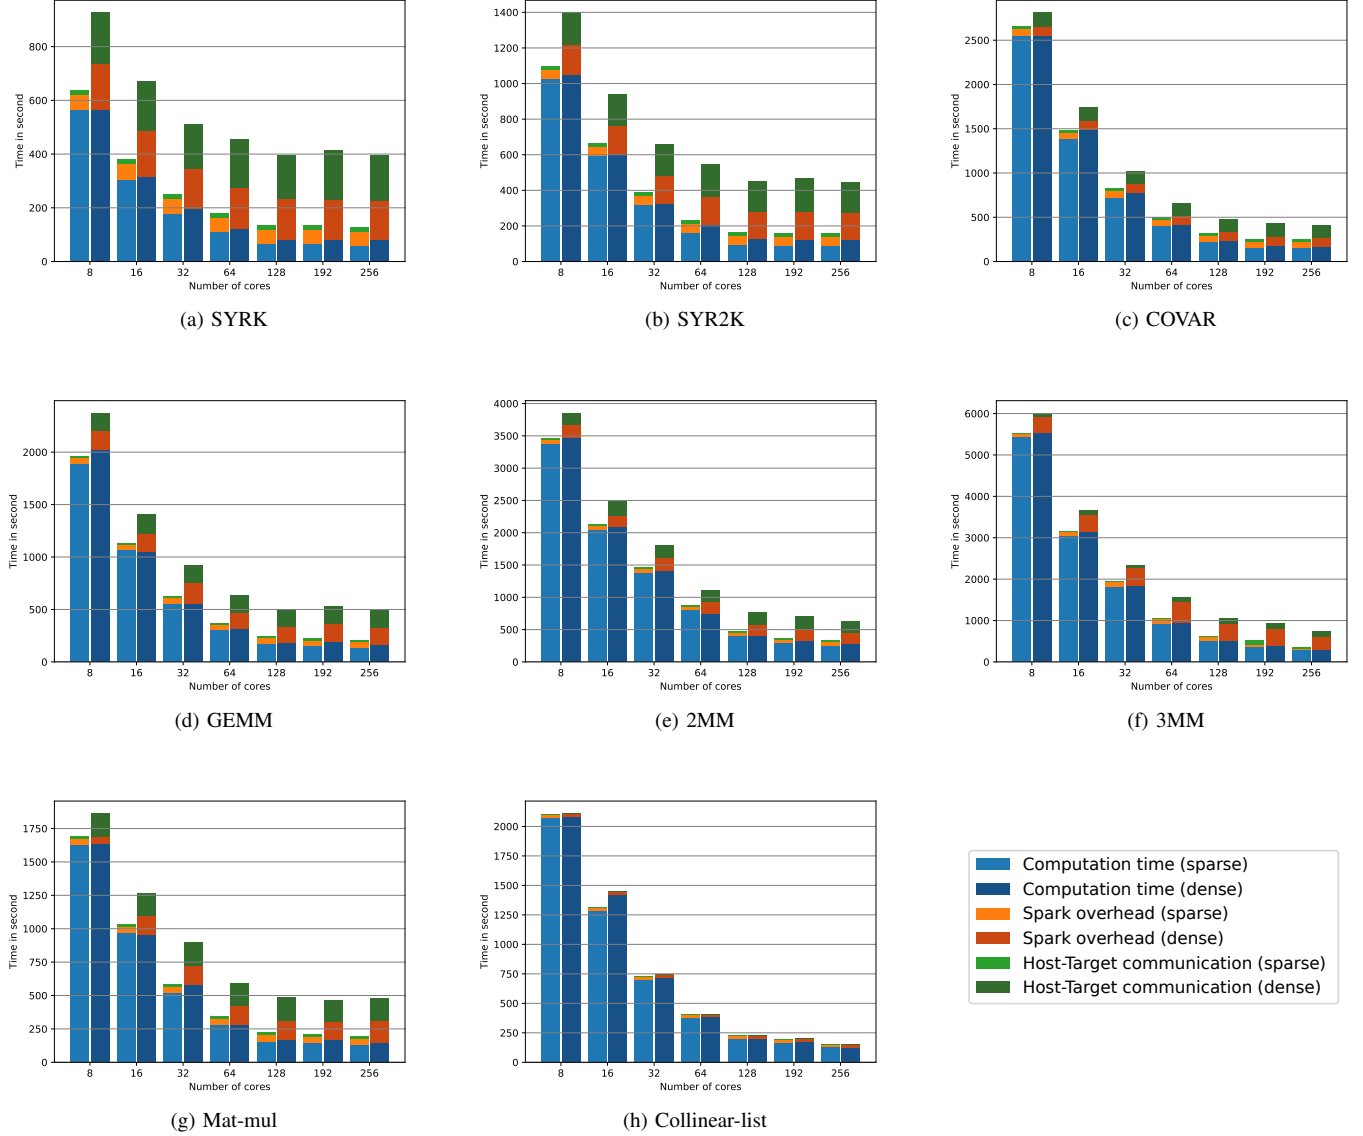 800
600
400
200
0
Time in second
8 16 32 64 128 192 256
Number of cores
(a) SYRK
1400
1200
1000
800
600
400
200
0
Time in second
8 16 32 64 128 192 256
Number of cores
(b) SYR2K
2500
2000
1500
1000
500
0
Time in second
8 16 32 64 128 192 256
Number of cores
(c) COVAR
2000
1500
1000
500
0
Time in second
8 16 32 64 128 192 256
Number of cores
(d) GEMM
4000
3500
3000
2500
2000
1500
1000
500
0
Time in second
8 16 32 64 128 192 256
Number of cores
(e) 2MM
6000
5000
4000
3000
2000
1000
0
Time in second
8 16 32 64 128 192 256
Number of cores
(f) 3MM
1750
1500
1250
1000
750
500
250
0
Time in second
8 16 32 64 128 192 256
Number of cores
(g) Mat-mul
2000
1750
1500
1250
1000
750
500
250
0
Time in second
8 16 32 64 128 192 256
Number of cores
(h) Collinear-list
Computation time (sparse)
Computation time (dense)
Spark overhead (sparse)
Spark overhead (dense)
Host-Target communication (sparse)
Host-Target communication (dense)